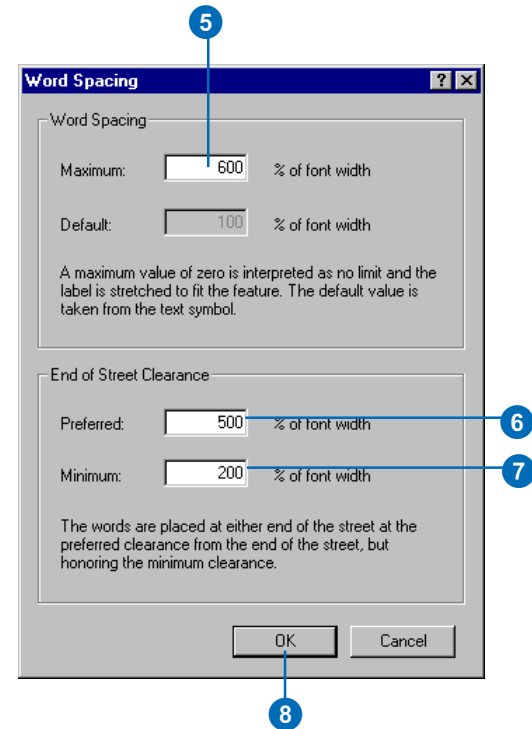 5
Word Spacing
Word Spacing
Maximum: 600 % of font width
Default: 100 % of font width
A maximum value of zero is interpreted as no limit and the
label is stretched to fit the feature. The default value is
taken from the text symbol.
End of Street Clearance
Preferred: 500 % of font width 6
Minimum: 200 % of font width 7
The words are placed at either end of the street at the
preferred clearance from the end of the street, but
honoring the minimum clearance.
OK Cancel
8